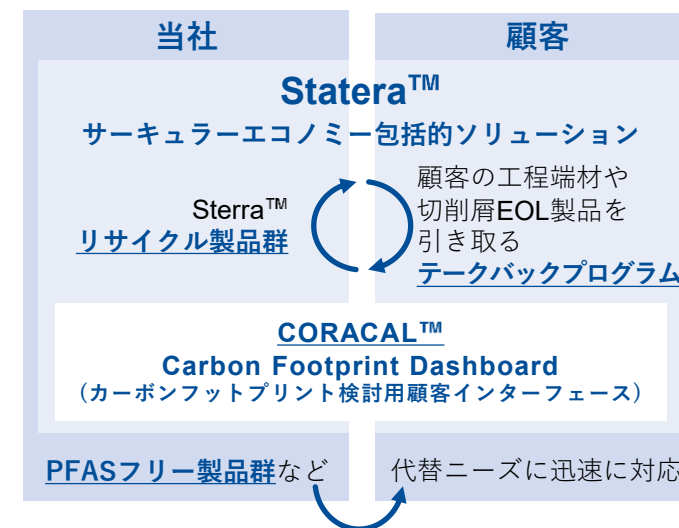 当社
顧客
Statera™
サーキュラーエコノミー包括的ソリューション
Sterra™
リサイクル製品群
顧客の工程端材や
切削屑EOL製品を
引き取る
テークバックプログラム
CORACAL™
Carbon Footprint Dashboard
（カーボンフットプリント検討用顧客インターフェース）
PFASフリー製品群など
代替ニーズに迅速に対応